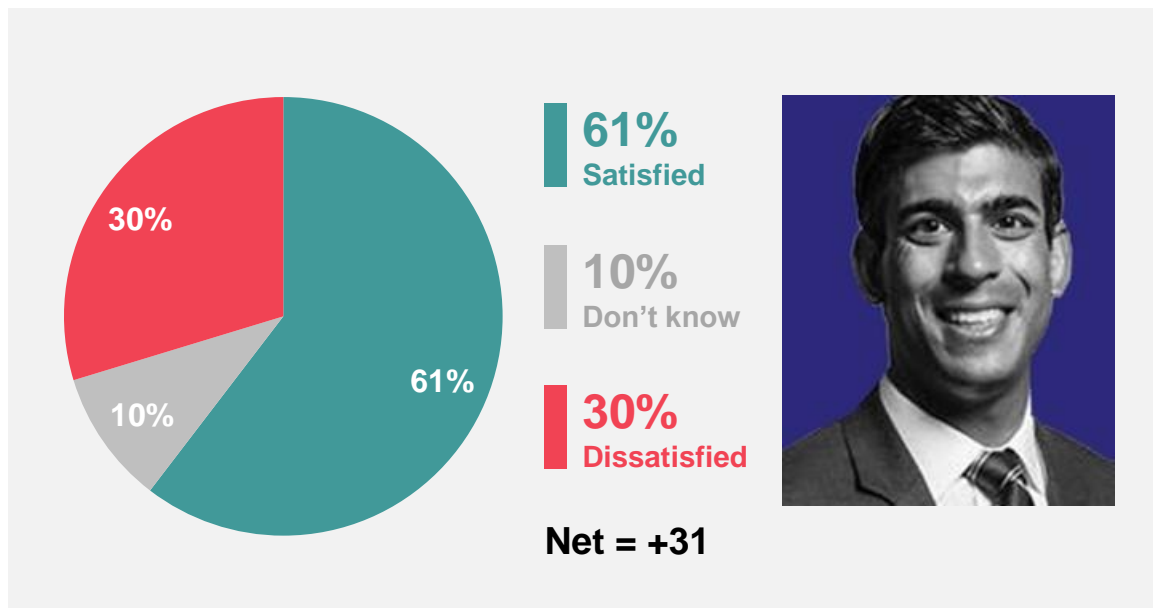 61%
Satisfied
30%
10%
Don't know
61%
10%
30%
Dissatisfied
Net = +31